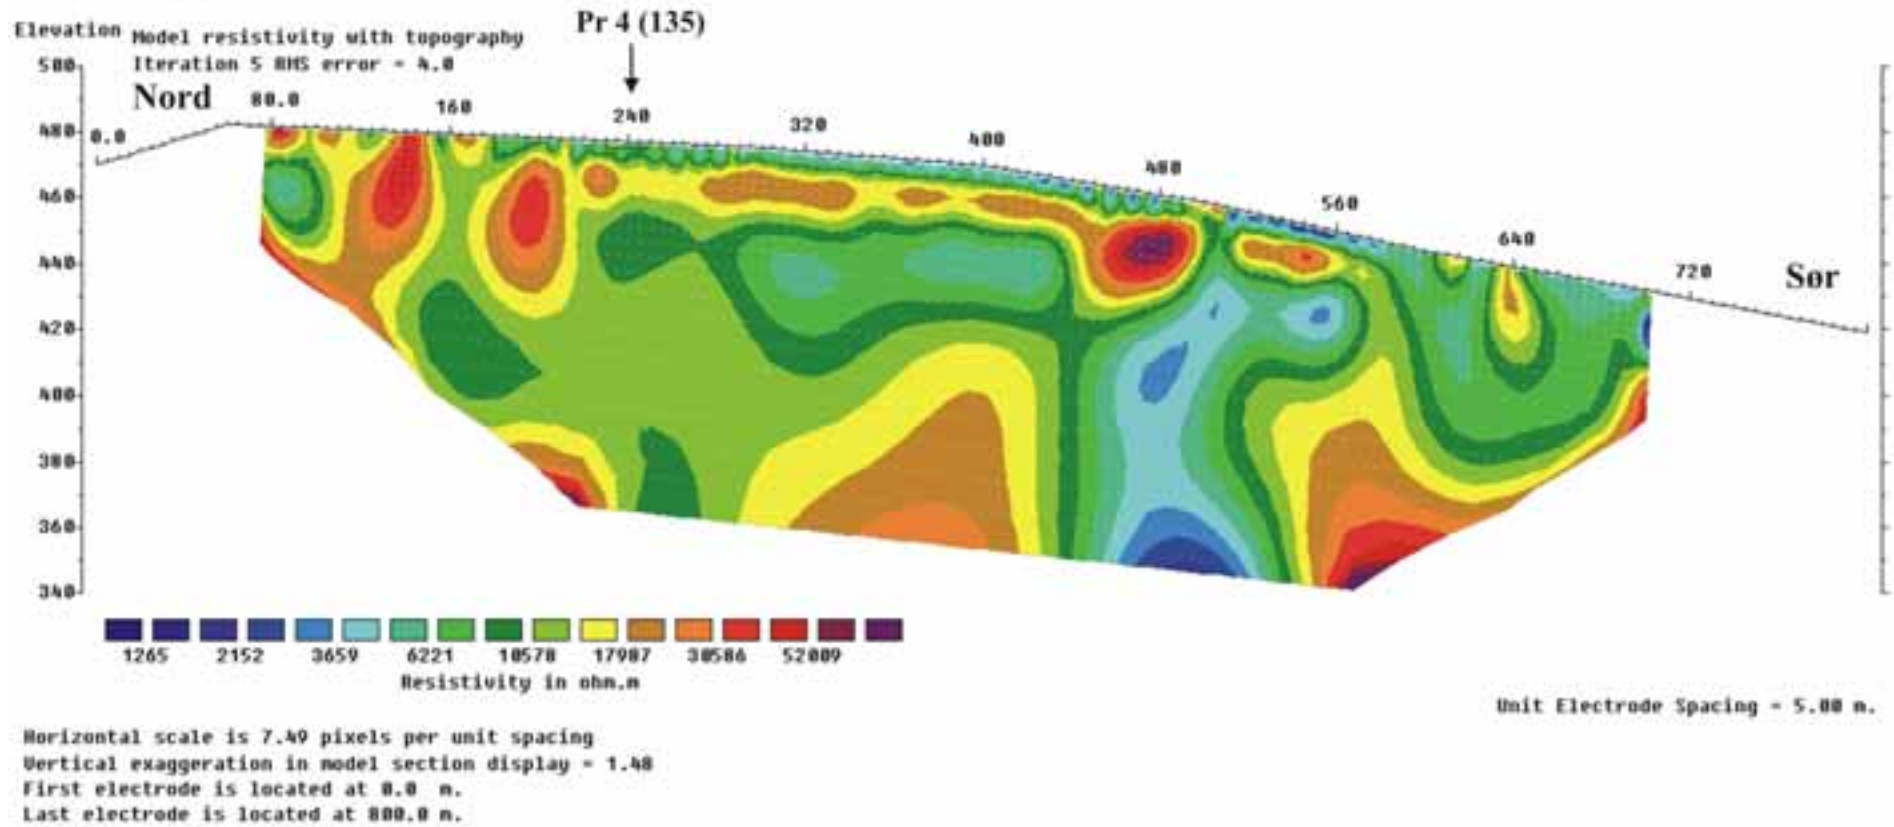 Pr 4 (135)
Elevation
Model resistivity with topography
Iteration 5 RMS error = 4.0
Nord
Sør
0.0
80.0
160
240
320
400
480
560
640
720
500
480
460
440
420
400
380
360
340
1265 2152 3659 6221 10578 17987 30586 52009
Resistivity in ohm.m
Unit Electrode Spacing = 5.00 m.
Horizontal scale is 7.49 pixels per unit spacing
Vertical exaggeration in model section display = 1.48
First electrode is located at 0.0 m.
Last electrode is located at 800.0 m.